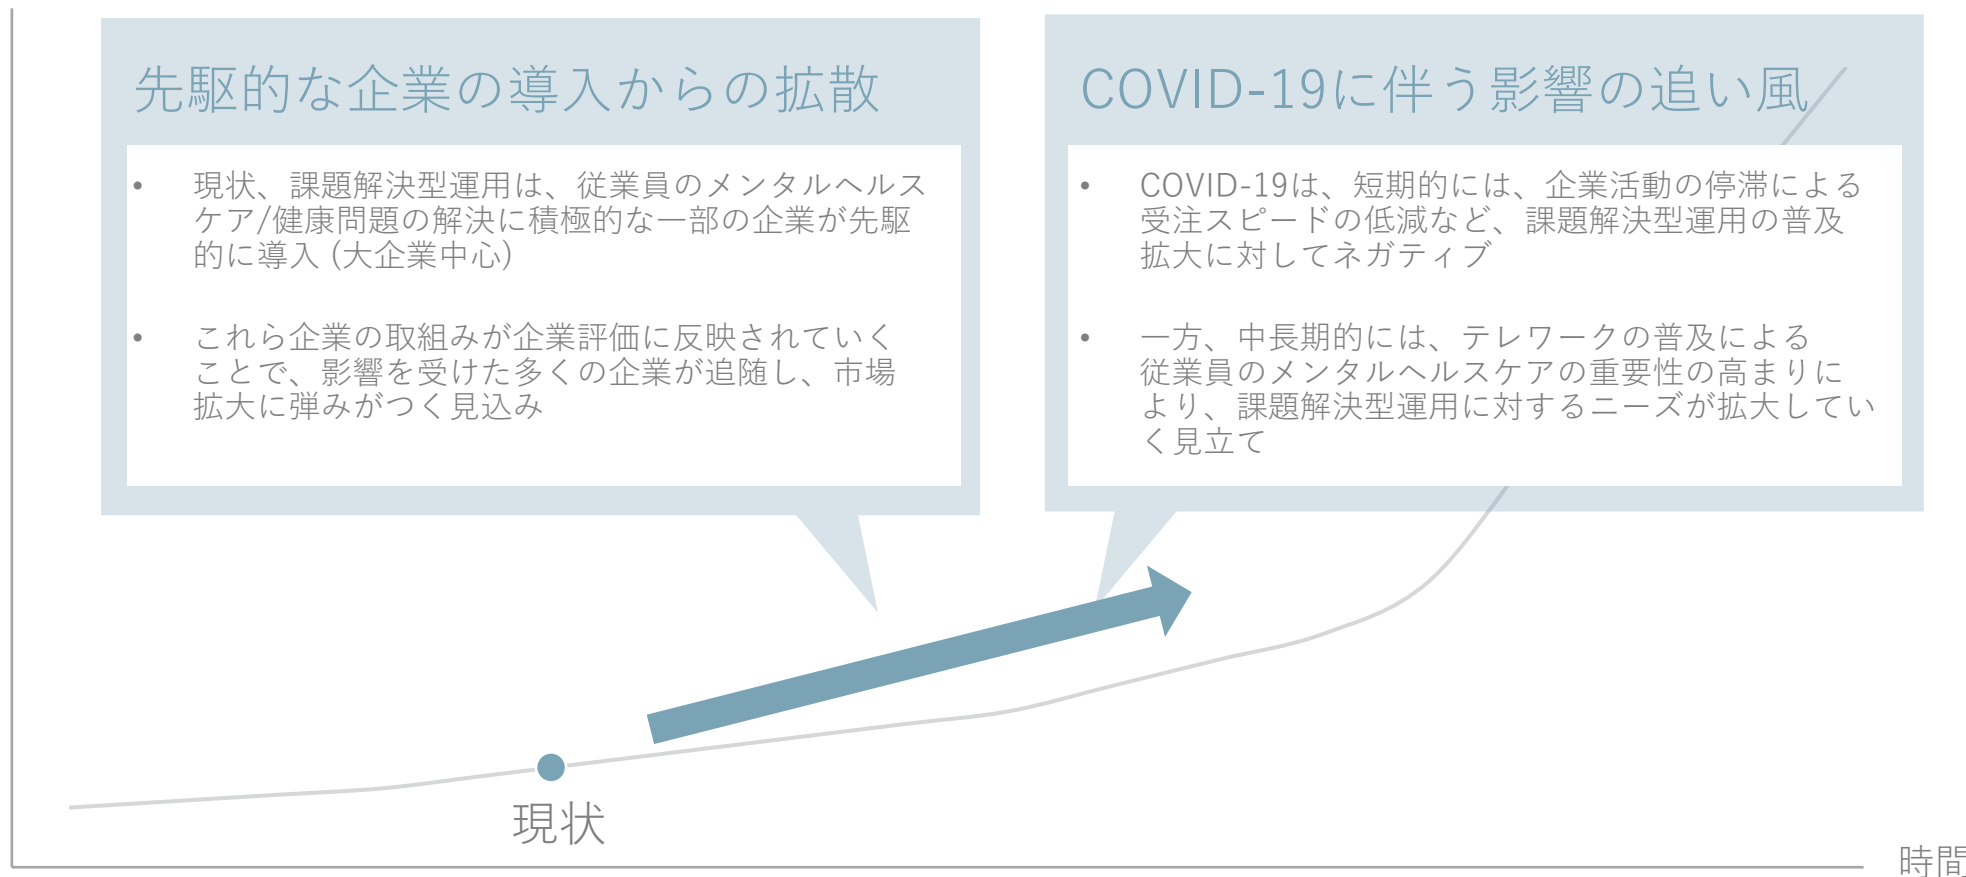 先駆的な企業の導入からの拡散
• 現状、課題解決型運用は、従業員のメンタルヘルス
ケア/健康問題の解決に積極的な一部の企業が先駆
的に導入 (大企業中心)
• これら企業の取組みが企業評価に反映されていく
ことで、影響を受けた多くの企業が追随し、市場
拡大に弾みがつく見込み
COVID-19に伴う影響の追い風
• COVID-19は、短期的には、企業活動の停滞による
受注スピードの低減など、課題解決型運用の普及
拡大に対してネガティブ
• 一方、中長期的には、テレワークの普及による
従業員のメンタルヘルスケアの重要性の高まりに
より、課題解決型運用に対するニーズが拡大してい
く見立て
現状
時間